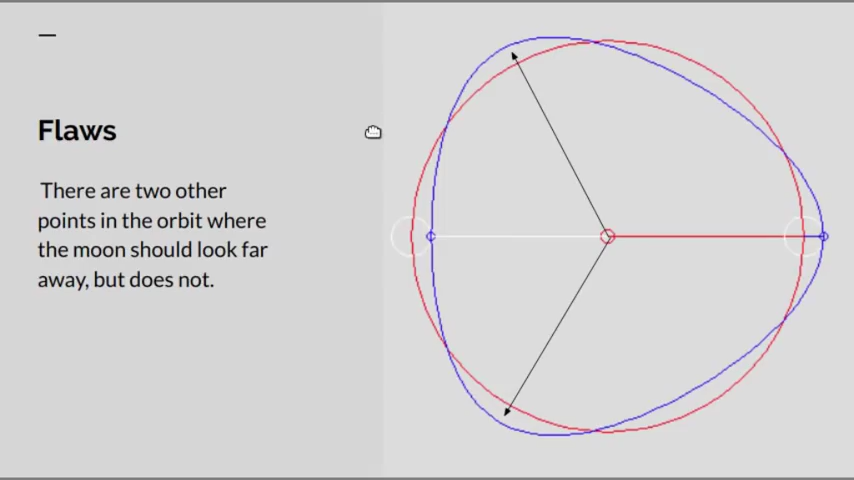 Flaws
There are two other
points in the orbit where
the moon should look far
away, but does not.